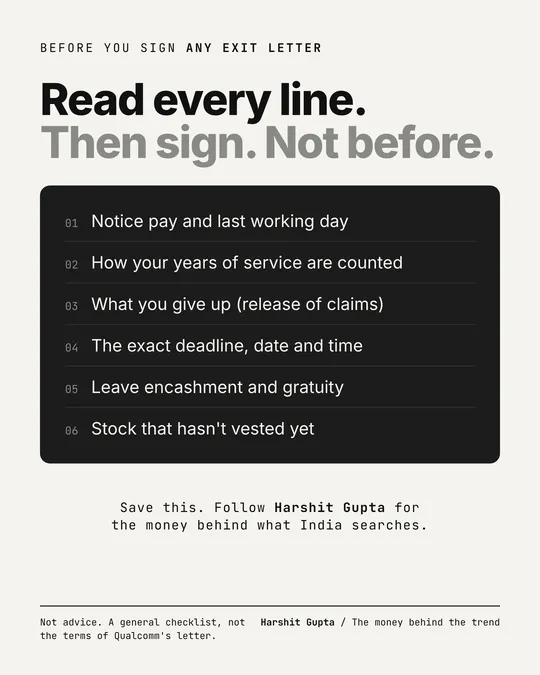 BEFORE YOU SIGN ANY EXIT LETTER
Read every line.
Then sign. Not before.
01 Notice pay and last working day
02 How your years of service are counted
03 What you give up (release of claims)
04 The exact deadline, date and time
05 Leave encashment and gratuity
06 Stock that hasn't vested yet
Save this. Follow Harshit Gupta for
the money behind what India searches.
Not advice. A general checklist, not
the terms of Qualcomm's letter.
Harshit Gupta / The money behind the trend